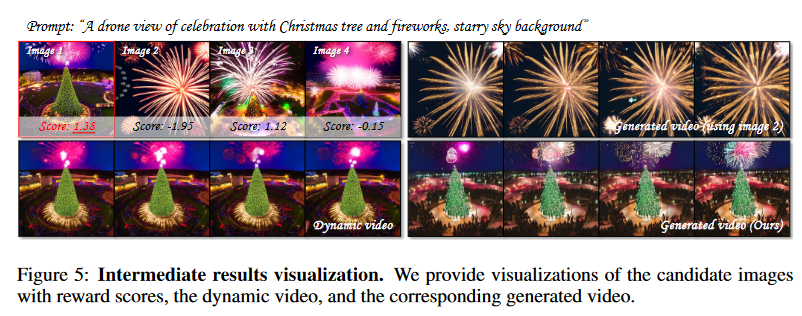 Prompt: “A drone view of celebration with Christmas tree and fireworks, starry sky background”
Image 1
Image 2
Image 3
Image 4
Score: 1.38
Score: -1.95
Score: 1.12
Score: -0.15
Generated video (using image 2)
Dynamic video
Generated video (Ours)
Figure 5: Intermediate results visualization. We provide visualizations of the candidate images
with reward scores, the dynamic video, and the corresponding generated video.